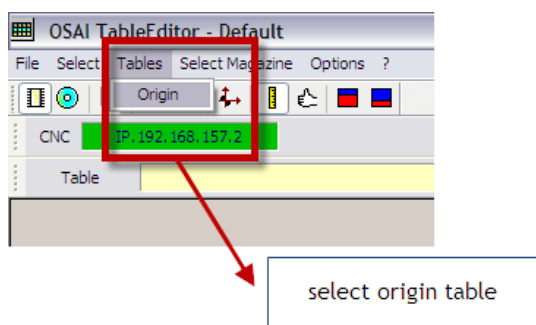 OSAI TableEditor - Default
File Select Tables Select Magazine Options ?
Origin
CNC IP.192.168.157.2
Table
select origin table